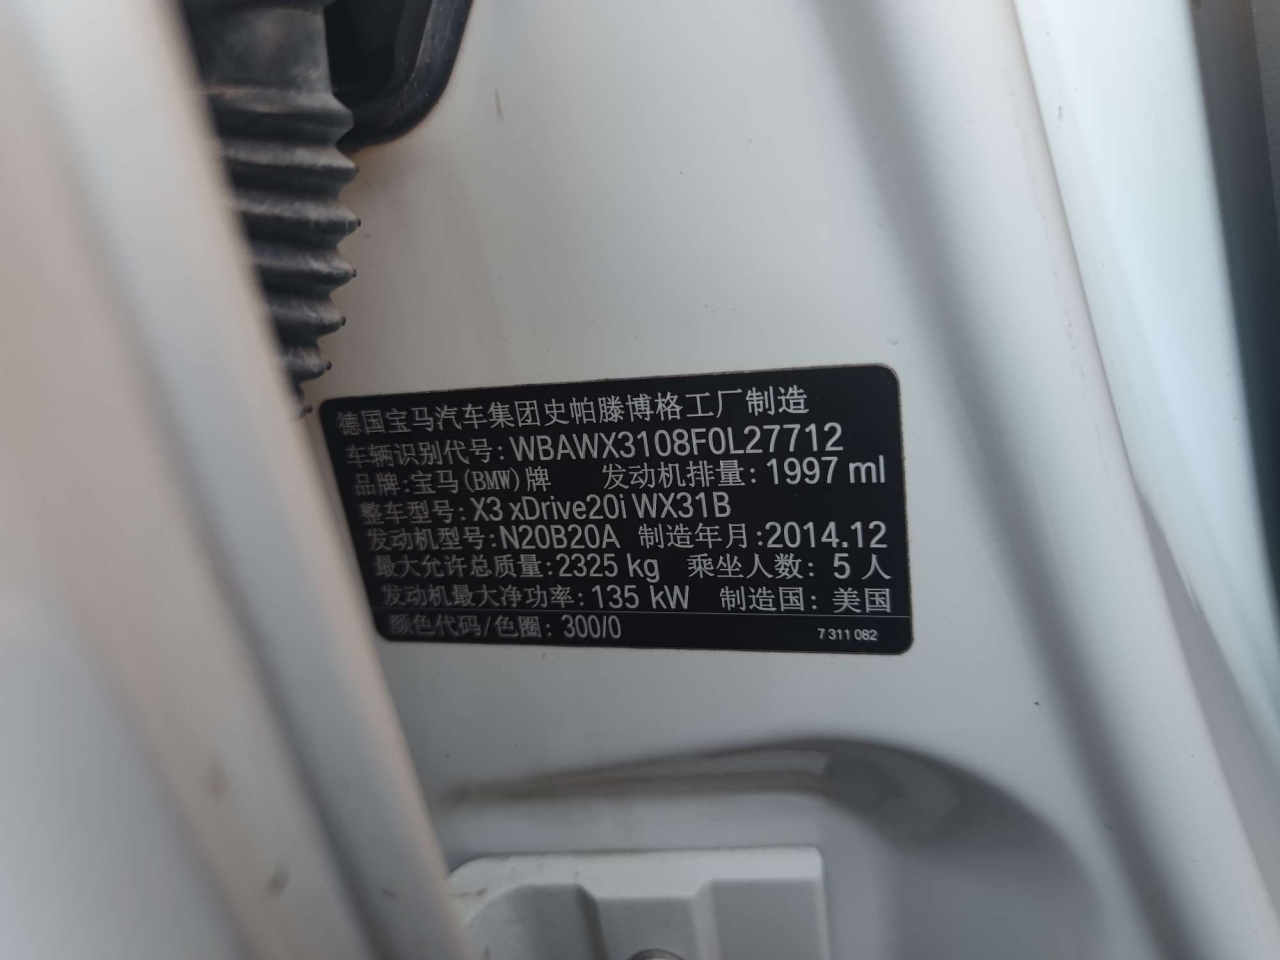 德国宝马汽车集团史帕滕博格工厂制造
车辆识别代号: WBAWX3108F0L27712
品牌:宝马(BMW)牌 发动机排量: 1997 ml
整车型号: X3 xDrive20i WX31B
发动机型号: N20B20A 制造年月:2014.12
最大允许总质量: 2325 kg 乘坐人数: 5 人
发动机最大净功率: 135 kW 制造国: 美国
颜色代码/色圈: 300/0 7 311 082